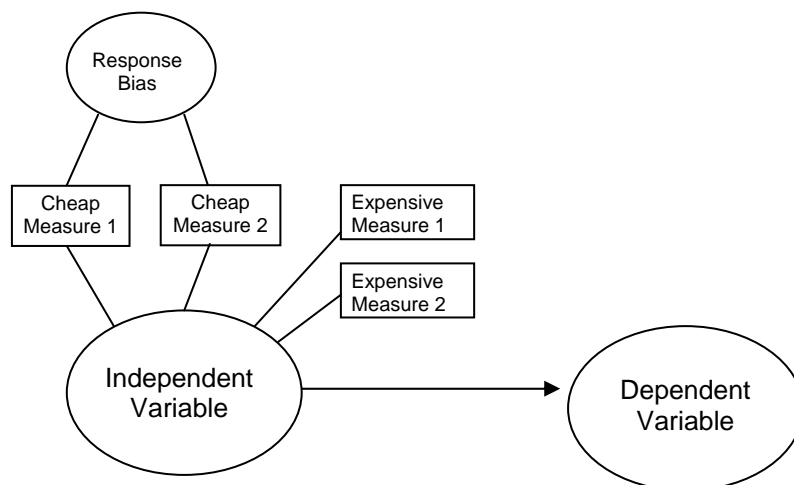 Response
Bias
Cheap
Measure 1
Cheap
Measure 2
Expensive
Measure 1
Expensive
Measure 2
Independent
Variable
Dependent
Variable